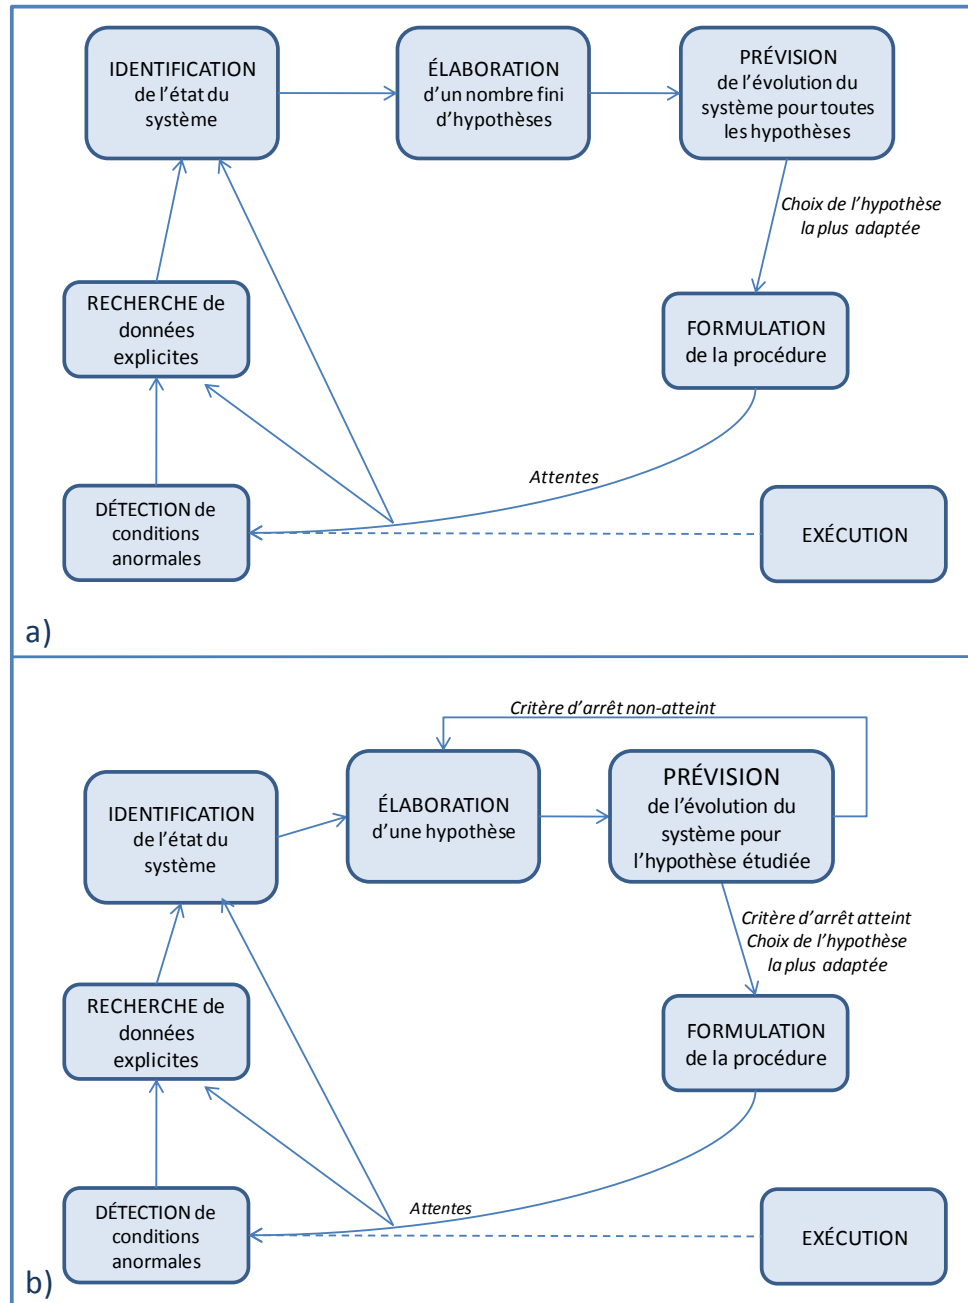 IDENTIFICATION
de l'état du
système
ÉLABORATION
d'un nombre fini
d'hypothèses
PRÉVISION
de l'évolution du
système pour toutes
les hypothèses
Choix de l'hypothèse
la plus adaptée
RECHERCHE de
données
explicites
FORMULATION
de la procédure
Attentes
DÉTECTION de
conditions
anormales
EXÉCUTION
a)
Critère d'arrêt non-atteint
IDENTIFICATION
de l'état du
système
ÉLABORATION
d'une hypothèse
PRÉVISION
de l'évolution du
système pour
l'hypothèse étudiée
Critère d'arrêt atteint
Choix de l'hypothèse
la plus adaptée
RECHERCHE de
données
explicites
FORMULATION
de la procédure
Attentes
DÉTECTION de
conditions
anormales
EXÉCUTION
b)